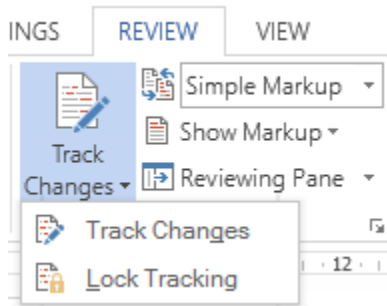 INGS REVIEW VIEW
Simple Markup
Show Markup
Track
Changes
Reviewing Pane
Track Changes
Lock Tracking
12